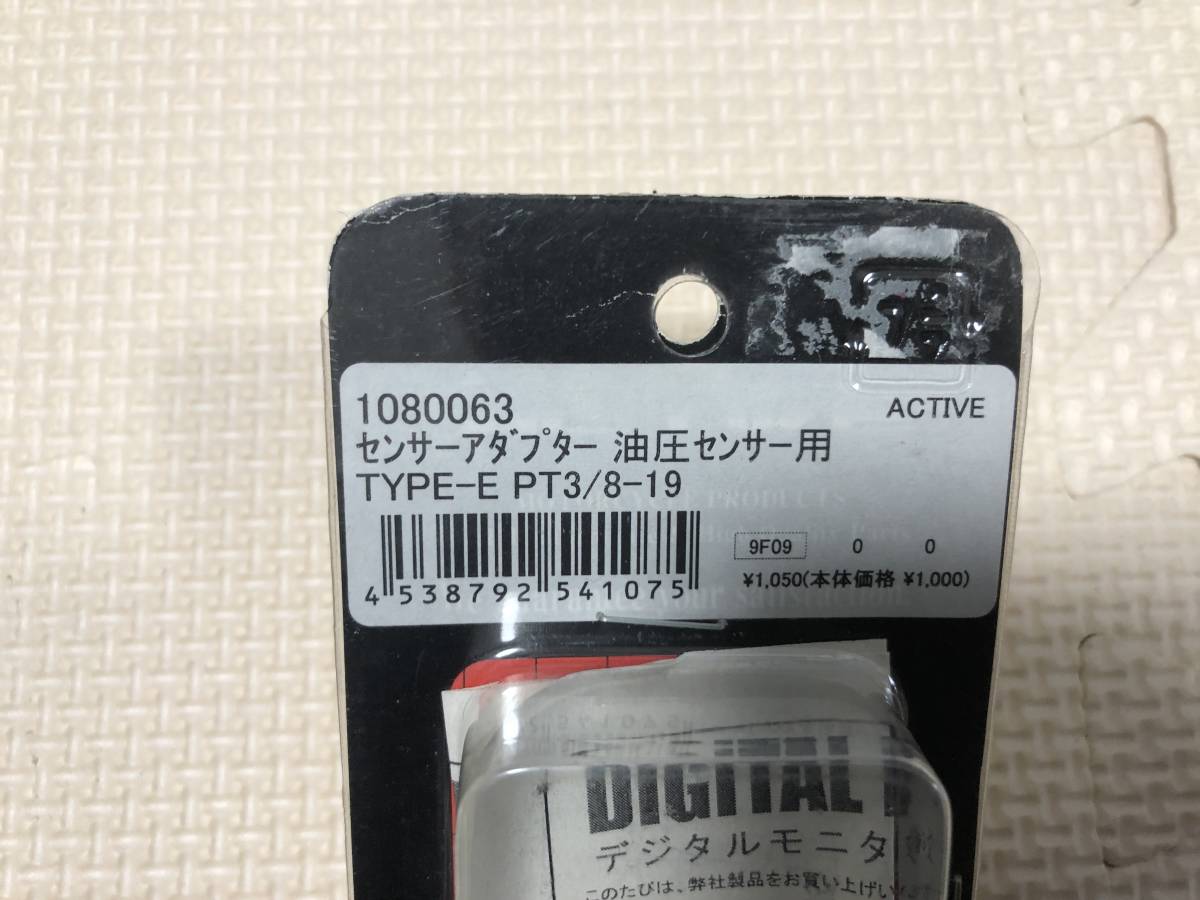 1080063 ACTIVE
センサーアダプター 油圧センサー用
TYPE-E PT3/8-19
PRODUCTS
9F09 0 0
¥1,050(本体価格 ¥1,000)
4 538792 541075
your satisfaction
DiGiTAL
デジタルモニタ
このたびは、弊社製品をお買い上げい